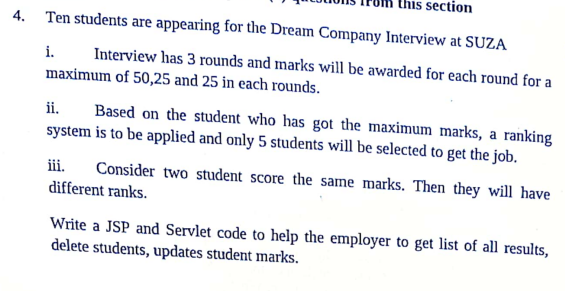 this section
4. Ten students are appearing for the Dream Company Interview at SUZA
i. Interview has 3 rounds and marks will be awarded for each round for a
maximum of 50,25 and 25 in each rounds.
ii. Based on the student who has got the maximum marks, a ranking
system is to be applied and only 5 students will be selected to get the job.
iii. Consider two student score the same marks. Then they will have
different ranks.
Write a JSP and Servlet code to help the employer to get list of all results,
delete students, updates student marks.